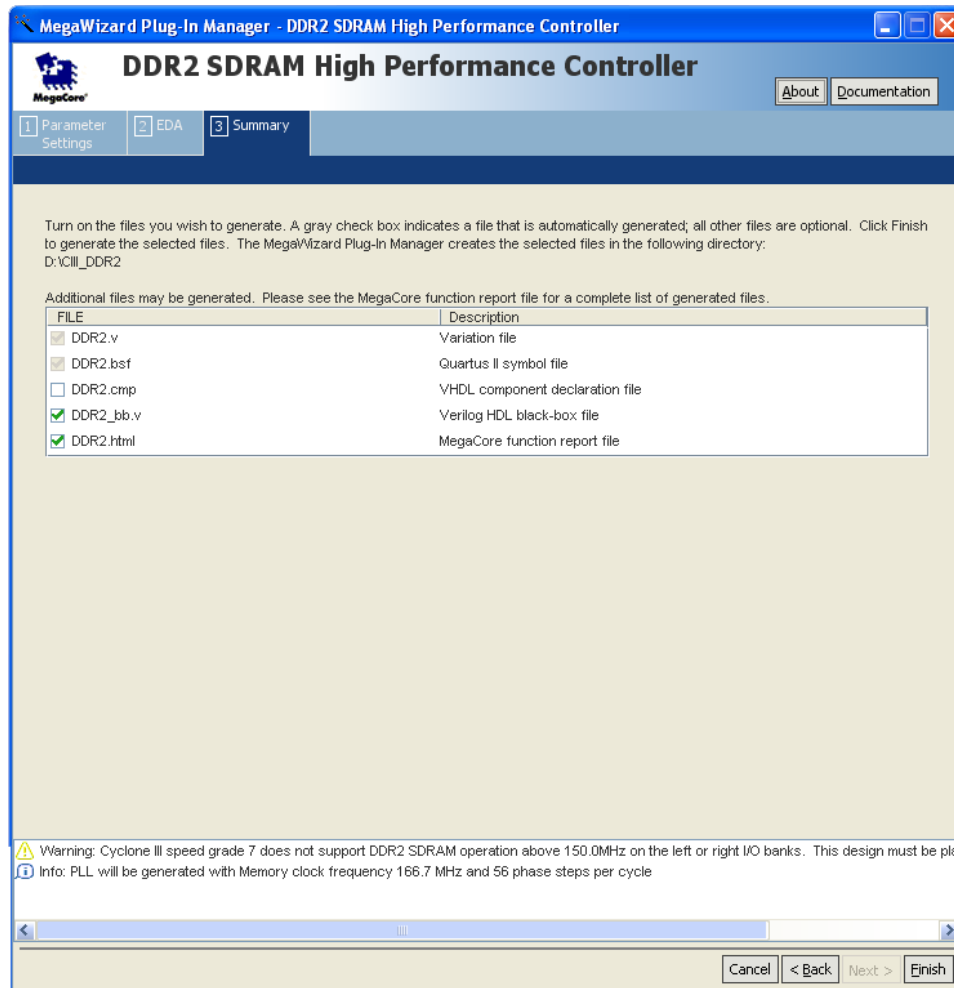 MegaWizard Plug-In Manager - DDR2 SDRAM High Performance Controller
DDR2 SDRAM High Performance Controller
MegaCore®
About
Documentation
1 Parameter Settings
2 EDA
3 Summary
Turn on the files you wish to generate. A gray check box indicates a file that is automatically generated; all other files are optional. Click Finish
to generate the selected files. The MegaWizard Plug-In Manager creates the selected files in the following directory:
D:\CIII_DDR2
Additional files may be generated. Please see the MegaCore function report file for a complete list of generated files.
FILE Description
DDR2.v Variation file
DDR2.bsf Quartus II symbol file
DDR2.cmp VHDL component declaration file
DDR2_bb.v Verilog HDL black-box file
DDR2.html MegaCore function report file
Warning: Cyclone III speed grade 7 does not support DDR2 SDRAM operation above 150.0MHz on the left or right I/O banks. This design must be pla
Info: PLL will be generated with Memory clock frequency 166.7 MHz and 56 phase steps per cycle
Cancel
< Back
Next >
Finish